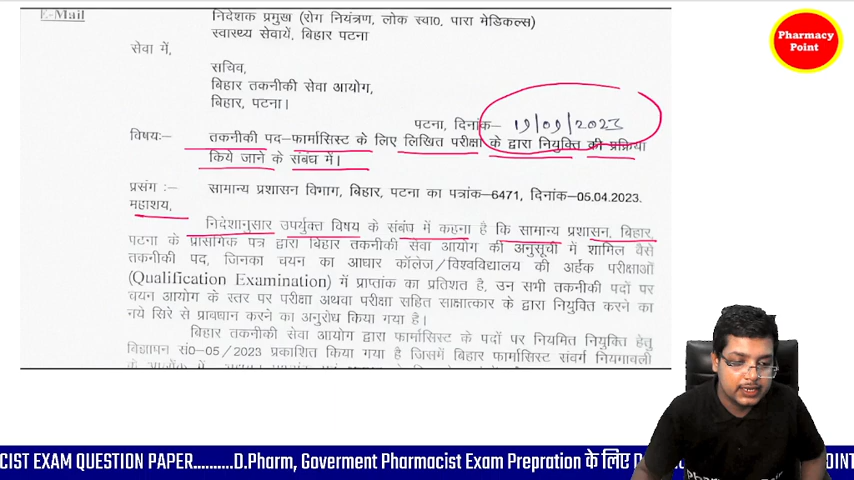 E-Mail
निदेशक प्रमुख (रोग नियंत्रण, लोक स्वा0, पारा मेडिकल्स)
स्वास्थ्य सेवायें, बिहार पटना
सेवा में,
सचिव,
बिहार तकनीकी सेवा आयोग,
बिहार, पटना।
पटना, दिनांक- 19/09/2023
विषय:- तकनीकी पद-फार्मासिस्ट के लिए लिखित परीक्षा के द्वारा नियुक्ति की प्रक्रिया
किये जाने के संबंध में।
प्रसंग :- सामान्य प्रशासन विभाग, बिहार, पटना का पत्रांक-6471, दिनांक-05.04.2023.
महाशय,
निदेशानुसार उपर्युक्त विषय के संबंध में कहना है कि सामान्य प्रशासन, बिहार,
पटना के प्रासंगिक पत्र द्वारा बिहार तकनीकी सेवा आयोग की अनुसूची में शामिल वैसे
तकनीकी पद, जिनका चयन का आधार कॉलेज/विश्वविद्यालय की अर्हक परीक्षाओं
(Qualification Examination) में प्राप्तांक का प्रतिशत है, उन सभी तकनीकी पदों पर
चयन आयोग के स्तर पर परीक्षा अथवा परीक्षा सहित साक्षात्कार के द्वारा नियुक्ति करने का
नये सिरे से प्रावधान करने का अनुरोध किया गया है।
बिहार तकनीकी सेवा आयोग द्वारा फार्मासिस्ट के पदों पर नियमित नियुक्ति हेतु
विज्ञापन सं0-05/2023 प्रकाशित किया गया है जिसमें बिहार फार्मासिस्ट संवर्ग नियमावली
Pharmacy
Point
CIST EXAM QUESTION PAPER..........D.Pharm, Goverment Pharmacist Exam Prepration के लिए